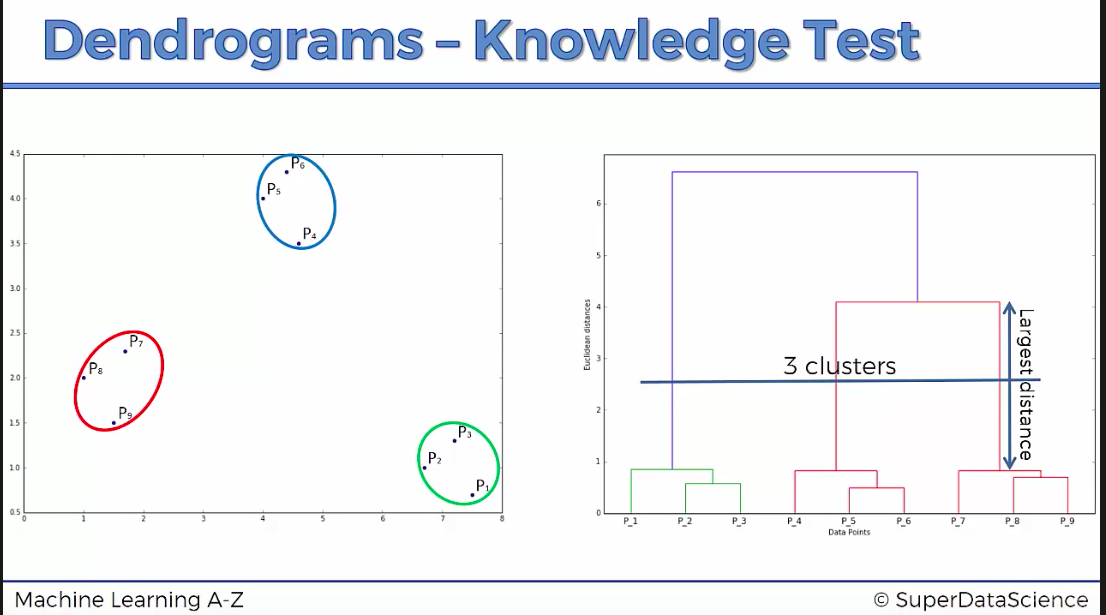 Dendrograms – Knowledge Test
4.5
4.0
3.5
3.0
2.5
2.0
1.5
1.0
0.5
0 1 2 3 4 5 6 7 8
P₆
P₅
P₄
P₇
P₈
P₉
P₃
P₂
P₁
Euclidean distances
6
5
4
3
2
1
0
3 clusters
Largest distance
P_1 P_2 P_3 P_4 P_5 P_6 P_7 P_8 P_9
Data Points
Machine Learning A-Z
© SuperDataScience